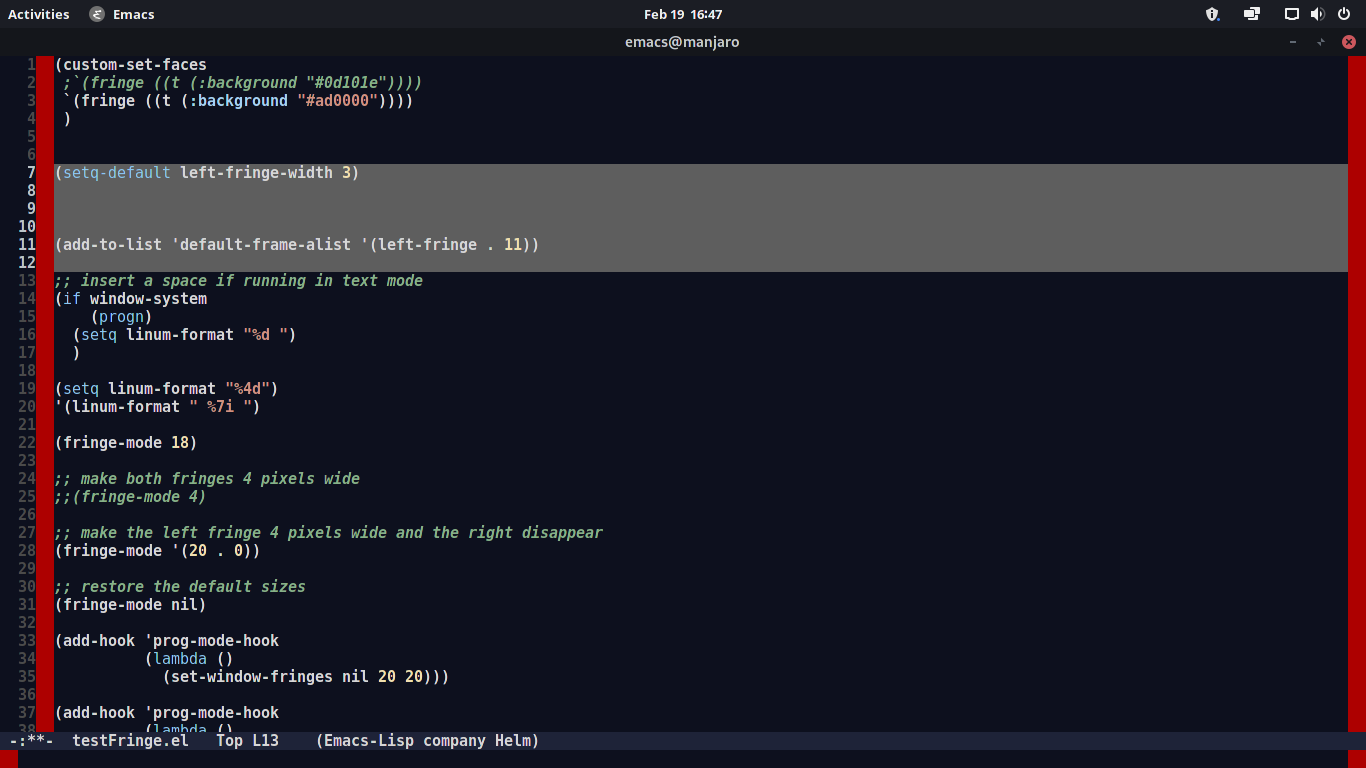 Activities Emacs Feb 19 16:47
emacs@manjaro
1 (custom-set-faces
2 ;`(fringe ((t (:background "#0d101e"))))
3 `(fringe ((t (:background "#ad0000"))))
4 )
5
6
7 (setq-default left-fringe-width 3)
8
9
10
11 (add-to-list 'default-frame-alist '(left-fringe . 11))
12
13 ;; insert a space if running in text mode
14 (if window-system
15 (progn)
16 (setq linum-format "%d ")
17 )
18
19 (setq linum-format "%4d")
20 '(linum-format " %7i ")
21
22 (fringe-mode 18)
23
24 ;; make both fringes 4 pixels wide
25 ;;(fringe-mode 4)
26
27 ;; make the left fringe 4 pixels wide and the right disappear
28 (fringe-mode '(20 . 0))
29
30 ;; restore the default sizes
31 (fringe-mode nil)
32
33 (add-hook 'prog-mode-hook
34 (lambda ()
35 (set-window-fringes nil 20 20)))
36
37 (add-hook 'prog-mode-hook
38 (lambda ()
-:**- testFringe.el Top L13 (Emacs-Lisp company Helm)